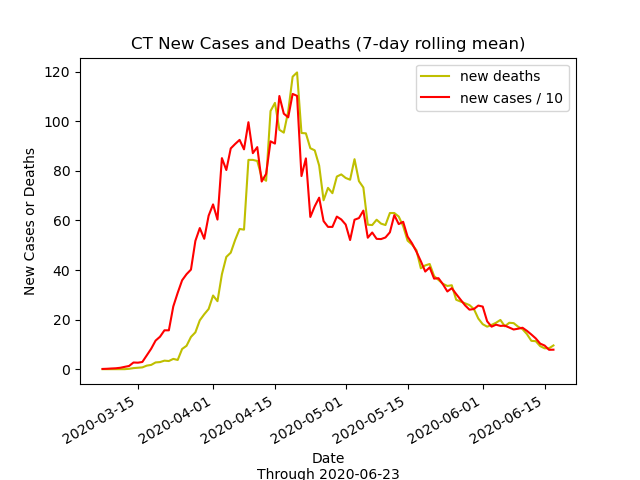 CT New Cases and Deaths (7-day rolling mean)
new deaths
new cases / 10
New Cases or Deaths
120
100
80
60
40
20
0
2020-03-15
2020-04-01
2020-04-15
2020-05-01
2020-05-15
2020-06-01
2020-06-15
Date
Through 2020-06-23